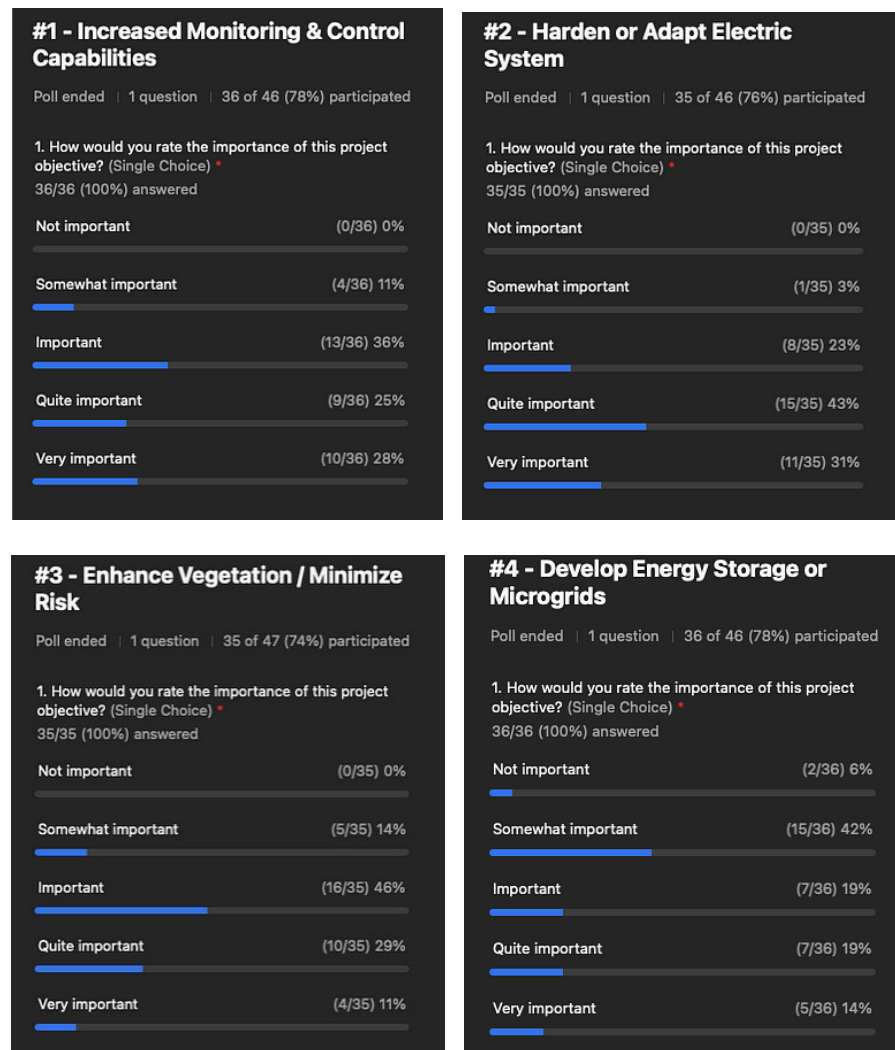 #1 - Increased Monitoring & Control
Capabilities
Poll ended | 1 question | 36 of 46 (78%) participated
1. How would you rate the importance of this project
objective? (Single Choice) *
36/36 (100%) answered
Not important (0/36) 0%
Somewhat important (4/36) 11%
Important (13/36) 36%
Quite important (9/36) 25%
Very important (10/36) 28%
#2 - Harden or Adapt Electric
System
Poll ended | 1 question | 35 of 46 (76%) participated
1. How would you rate the importance of this project
objective? (Single Choice) *
35/35 (100%) answered
Not important (0/35) 0%
Somewhat important (1/35) 3%
Important (8/35) 23%
Quite important (15/35) 43%
Very important (11/35) 31%
#3 - Enhance Vegetation / Minimize
Risk
Poll ended | 1 question | 35 of 47 (74%) participated
1. How would you rate the importance of this project
objective? (Single Choice) *
35/35 (100%) answered
Not important (0/35) 0%
Somewhat important (5/35) 14%
Important (16/35) 46%
Quite important (10/35) 29%
Very important (4/35) 11%
#4 - Develop Energy Storage or
Microgrids
Poll ended | 1 question | 36 of 46 (78%) participated
1. How would you rate the importance of this project
objective? (Single Choice) *
36/36 (100%) answered
Not important (2/36) 6%
Somewhat important (15/36) 42%
Important (7/36) 19%
Quite important (7/36) 19%
Very important (5/36) 14%